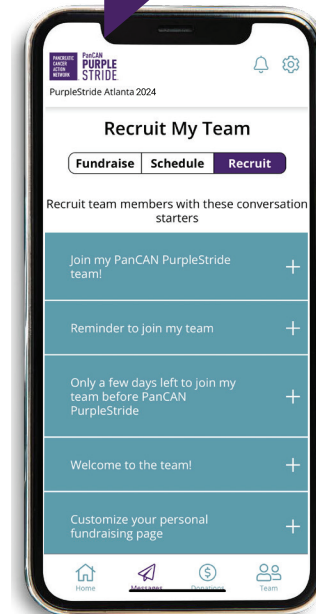 PANCREATIC
CANCER
ACTION
NETWORK
PanCAN
PURPLE
STRIDE
PurpleStride Atlanta 2024
Recruit My Team
Fundraise Schedule Recruit
Recruit team members with these conversation
starters
Join my PanCAN PurpleStride
team!
Reminder to join my team
Only a few days left to join my
team before PanCAN
PurpleStride
Welcome to the team!
Customize your personal
fundraising page
Home Messages Donations Team